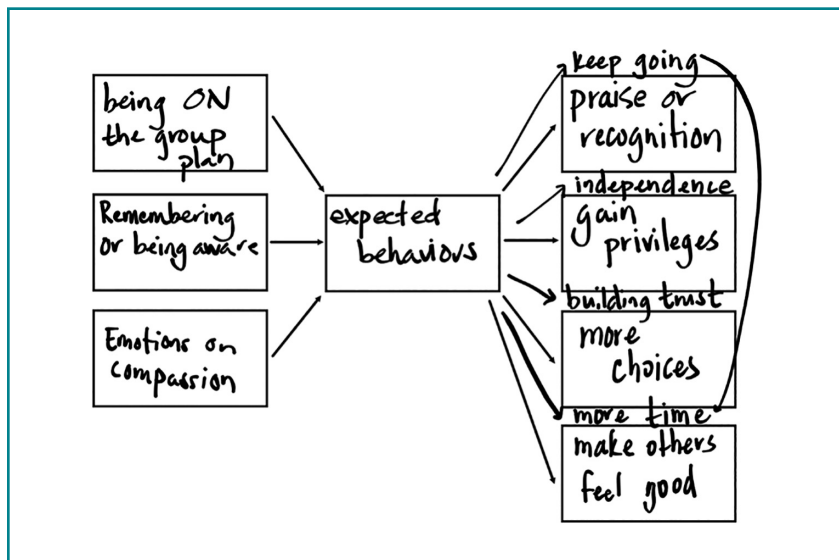 being ON
the group
plan
Remembering
or being aware
Emotions on
compassion
expected
behaviors
keep going
praise or
recognition
independence
gain
privileges
building trust
more
choices
more time
make others
feel good